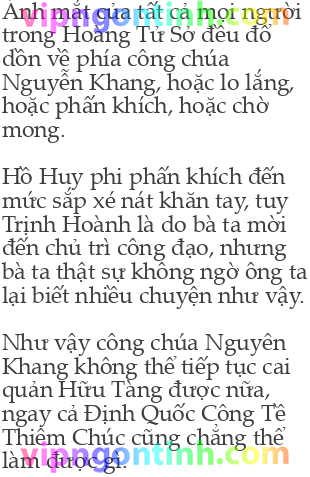 Ánh mắt của tất cả mọi người
trong Hoàng Tử Sở đều đổ
dồn về phía công chúa
Nguyễn Khang, hoặc lo lắng,
hoặc phấn khích, hoặc chờ
mong.
Hồ Huy phi phấn khích đến
mức sắp xé nát khăn tay, tuy
Trịnh Hoành là do bà ta mời
đến chủ trì công đạo, nhưng
bà ta thật sự không ngờ ông ta
lại biết nhiều chuyện như vậy.
Như vậy công chúa Nguyên
Khang không thể tiếp tục cai
quản Hữu Tàng được nữa,
ngay cả Định Quốc Công Tê
Thiếm Chúc cũng chẳng thể
làm được gì.
vipngontinh.com
vipngontinh.com